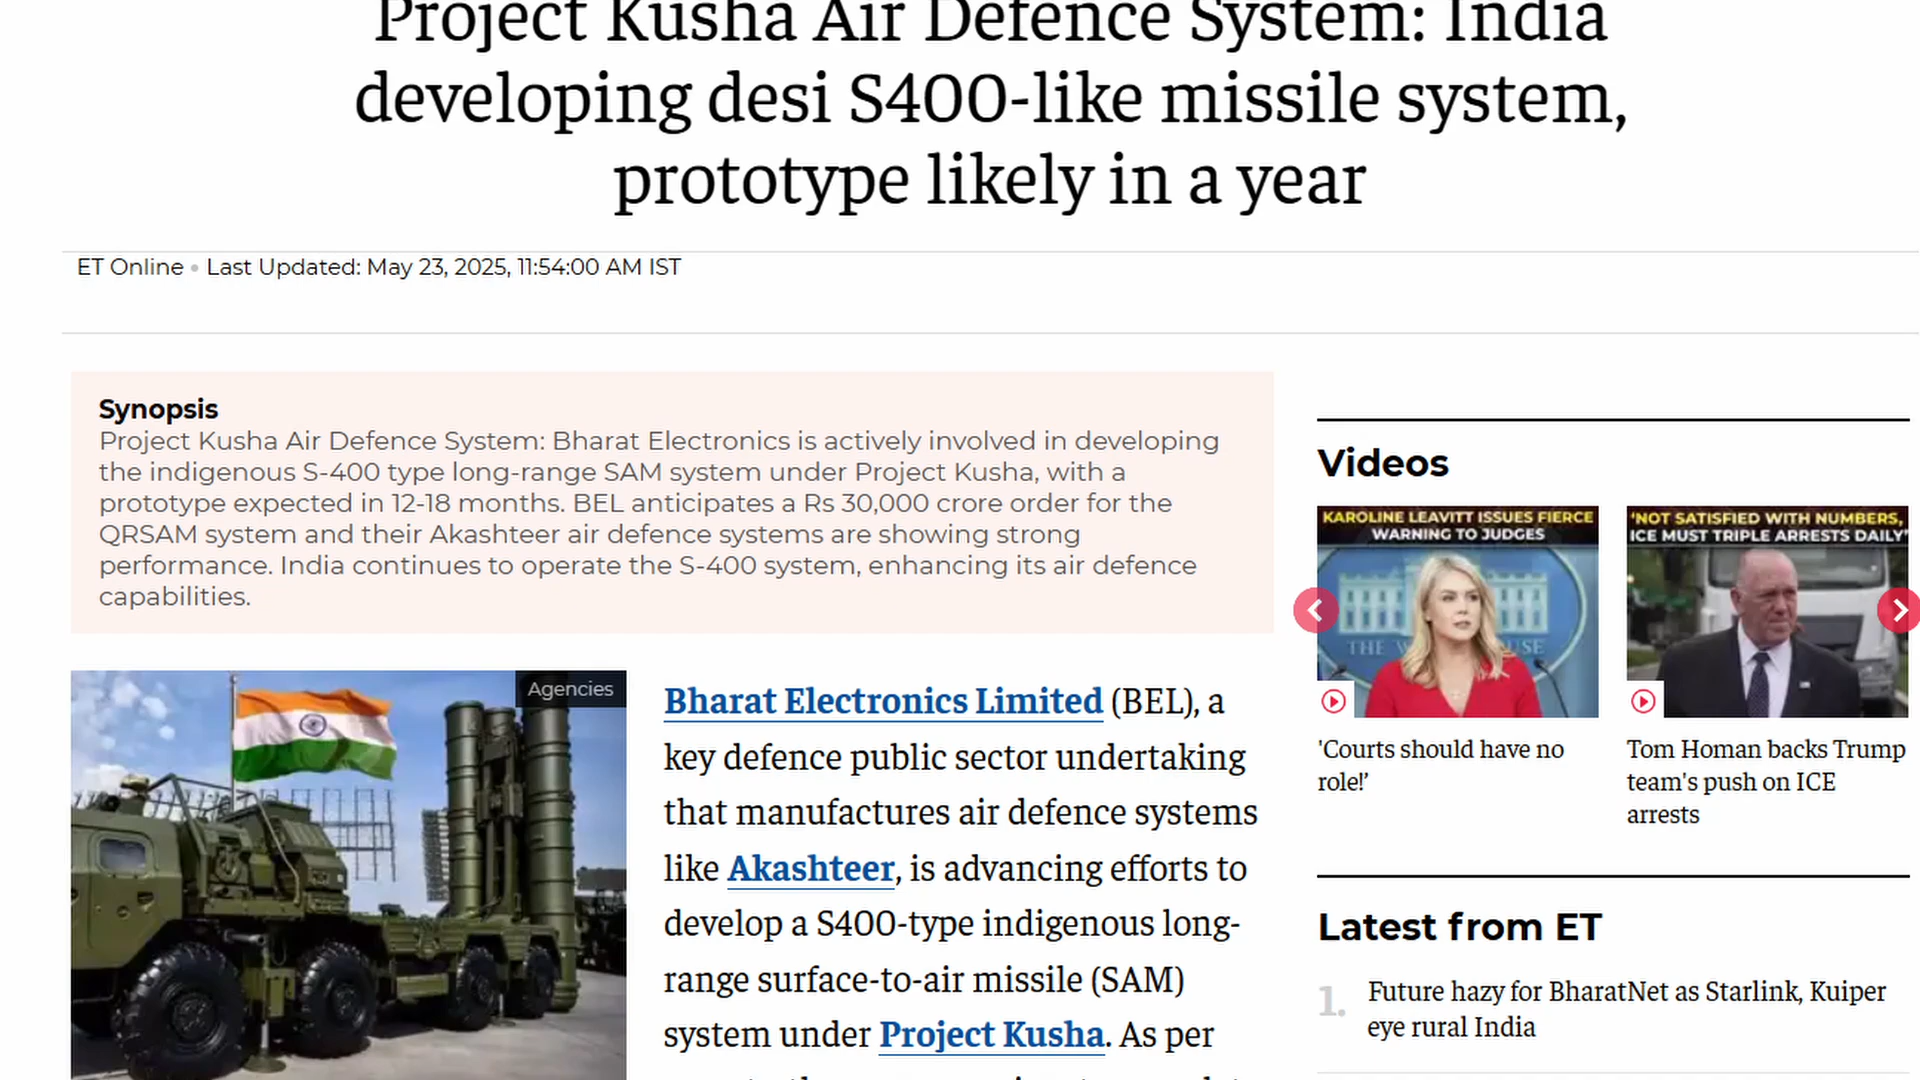 Project Kusha Air Defence System: India
developing desi S400-like missile system,
prototype likely in a year
ET Online • Last Updated: May 23, 2025, 11:54:00 AM IST
Synopsis
Project Kusha Air Defence System: Bharat Electronics is actively involved in developing
the indigenous S-400 type long-range SAM system under Project Kusha, with a
prototype expected in 12-18 months. BEL anticipates a Rs 30,000 crore order for the
QRSAM system and their Akashteer air defence systems are showing strong
performance. India continues to operate the S-400 system, enhancing its air defence
capabilities.
Agencies
Bharat Electronics Limited (BEL), a
key defence public sector undertaking
that manufactures air defence systems
like Akashteer, is advancing efforts to
develop a S400-type indigenous long-
range surface-to-air missile (SAM)
system under Project Kusha. As per
Videos
KAROLINE LEAVITT ISSUES FIERCE
WARNING TO JUDGES
THE W USE
'Courts should have no
role!’
'NOT SATISFIED WITH NUMBERS,
ICE MUST TRIPLE ARRESTS DAILY'
Tom Homan backs Trump
team's push on ICE
arrests
Latest from ET
1.
Future hazy for BharatNet as Starlink, Kuiper
eye rural India